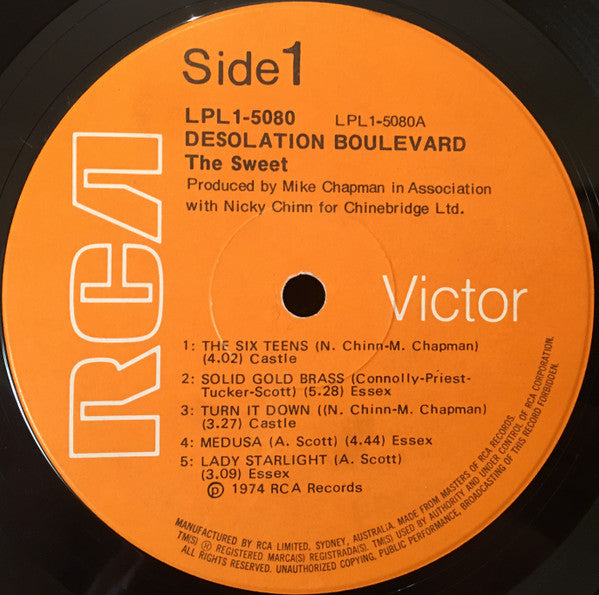 Side 1
LPL1-5080 LPL1-5080A
DESOLATION BOULEVARD
The Sweet
Produced by Mike Chapman in Association
with Nicky Chinn for Chinebridge Ltd.
RCA
Victor
1: THE SIX TEENS (N. Chinn-M. Chapman)
(4.02) Castle
2: SOLID GOLD BRASS (Connolly-Priest-
Tucker-Scott) (5.28) Essex
3: TURN IT DOWN ((N. Chinn-M. Chapman)
(3.27) Castle
4: MEDUSA (A. Scott) (4.44) Essex
5: LADY STARLIGHT (A. Scott)
(3.09) Essex
℗ 1974 RCA Records
MANUFACTURED BY RCA LIMITED, SYDNEY, AUSTRALIA. MADE FROM MASTERS OF RCA RECORDS.
TM(S) ® REGISTERED MARCA(S) REGISTRADA(S). TM(S) USED BY AUTHORITY AND UNDER CONTROL OF RCA CORPORATION.
ALL RIGHTS RESERVED. UNAUTHORIZED COPYING, PUBLIC PERFORMANCE, BROADCASTING OF THIS RECORD FORBIDDEN.